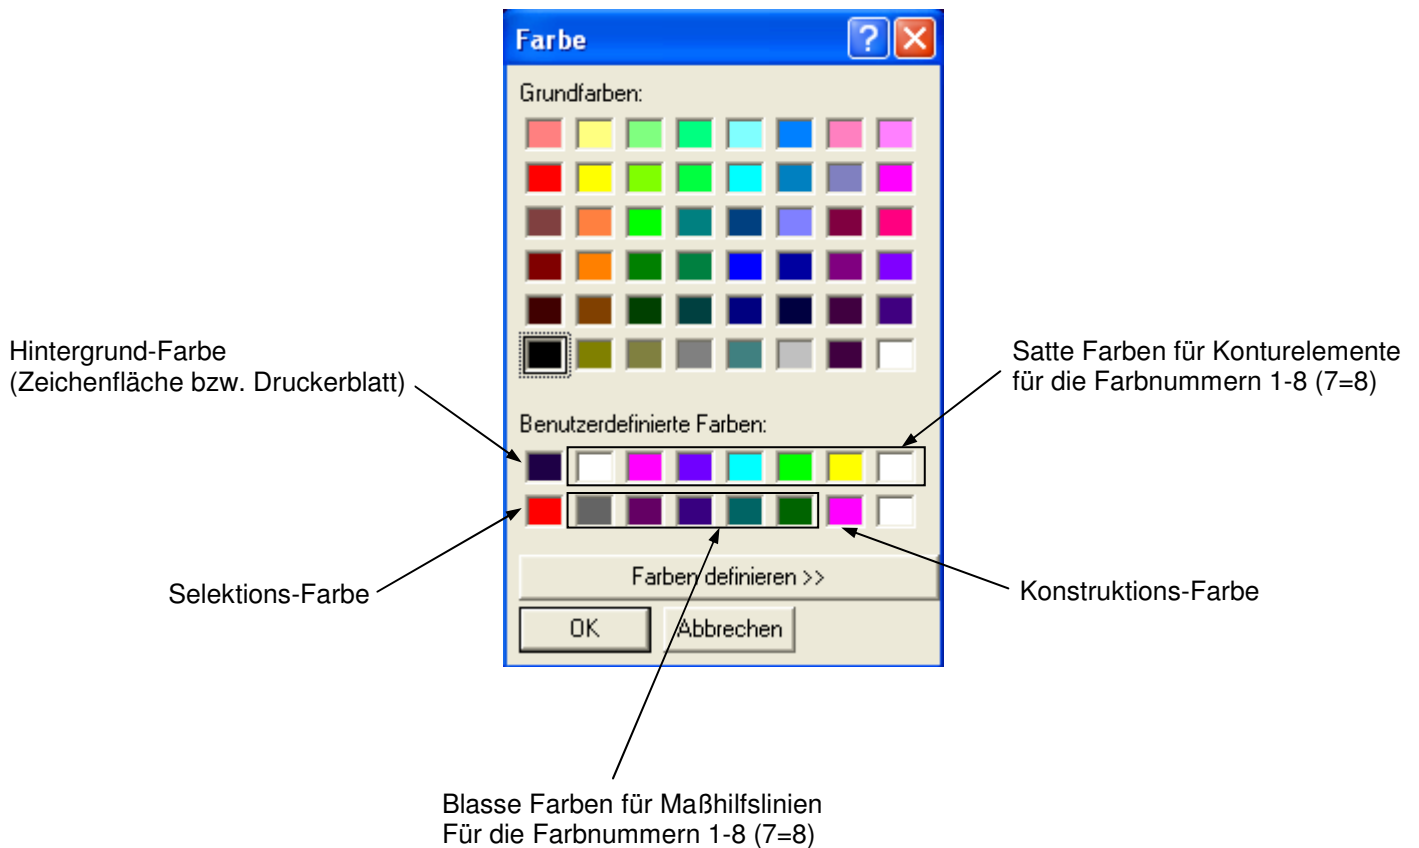 Farbe
Grundfarben:
Hintergrund-Farbe
(Zeichenfläche bzw. Druckerblatt)
Satte Farben für Konturelemente
für die Farbnummern 1-8 (7=8)
Benutzerdefinierte Farben:
Farben definieren >>
Selektions-Farbe
Konstruktions-Farbe
OK
Abbrechen
Blasse Farben für Maßhilfslinien
Für die Farbnummern 1-8 (7=8)